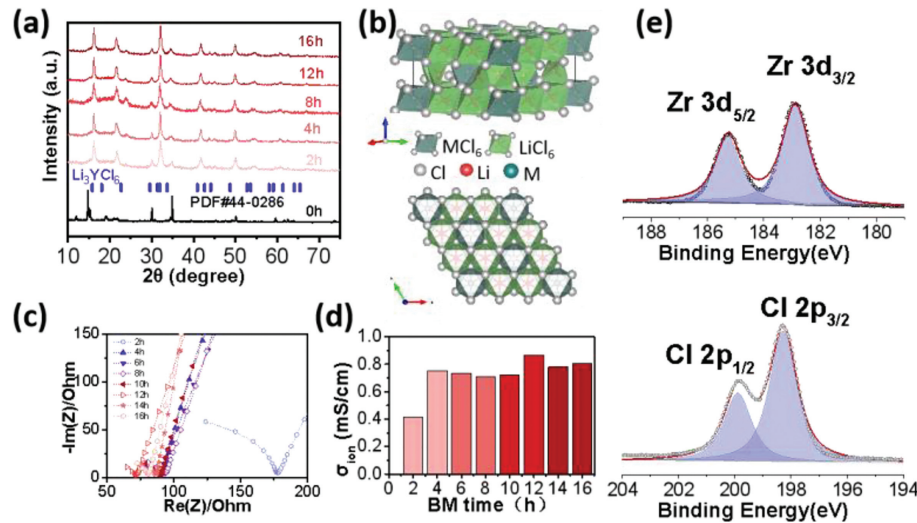 (a)
Intensity (a.u.)
16h
12h
8h
4h
2h
Li3YCl6
PDF#44-0286
0h
10 20 30 40 50 60 70
2θ (degree)
(b)
MCl6 LiCl6
Cl Li M
(c)
-Im(Z)/Ohm
150
100
50
0
2h
4h
6h
8h
10h
12h
14h
16h
50 100 150 200
Re(Z)/Ohm
(d)
σion (mS/cm)
1.0
0.8
0.6
0.4
0.2
0.0
0 2 4 6 8 10 12 14 16
BM time (h)
(e)
Zr 3d3/2
Zr 3d5/2
188 186 184 182 180
Binding Energy(eV)
Cl 2p3/2
Cl 2p1/2
204 202 200 198 196 194
Binding Energy(eV)